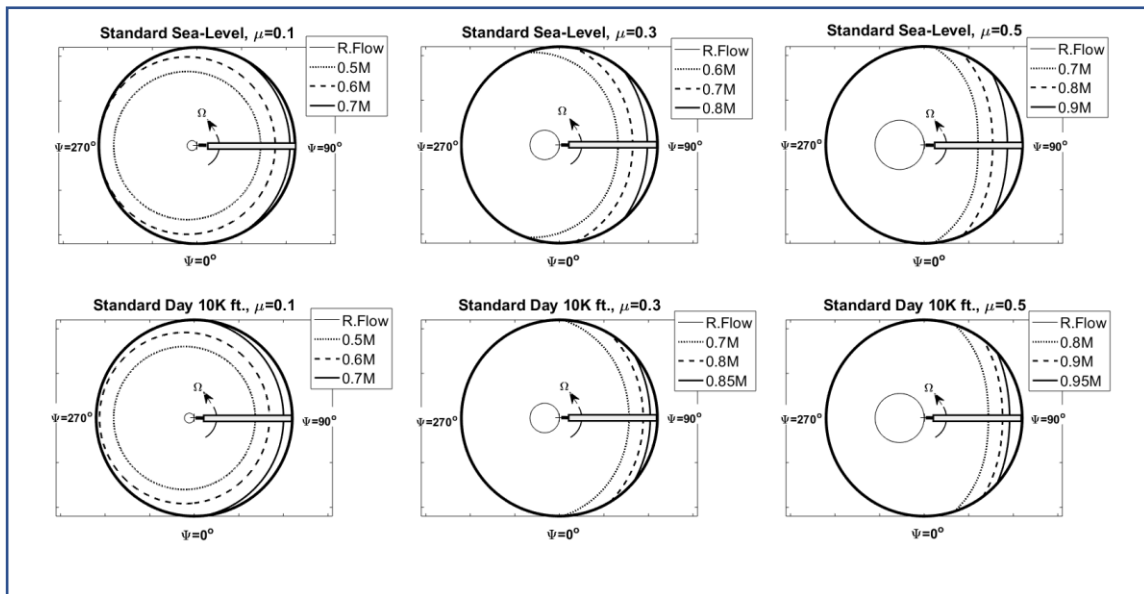 Standard Sea-Level, μ=0.1
R.Flow
0.5M
0.6M
0.7M
Ω
Ψ=270°
Ψ=90°
Ψ=0°
Standard Sea-Level, μ=0.3
R.Flow
0.6M
0.7M
0.8M
Ω
Ψ=270°
Ψ=90°
Ψ=0°
Standard Sea-Level, μ=0.5
R.Flow
0.7M
0.8M
0.9M
Ω
Ψ=270°
Ψ=90°
Ψ=0°
Standard Day 10K ft., μ=0.1
R.Flow
0.5M
0.6M
0.7M
Ω
Ψ=270°
Ψ=90°
Ψ=0°
Standard Day 10K ft., μ=0.3
R.Flow
0.7M
0.8M
0.85M
Ω
Ψ=270°
Ψ=90°
Ψ=0°
Standard Day 10K ft., μ=0.5
R.Flow
0.8M
0.9M
0.95M
Ω
Ψ=270°
Ψ=90°
Ψ=0°